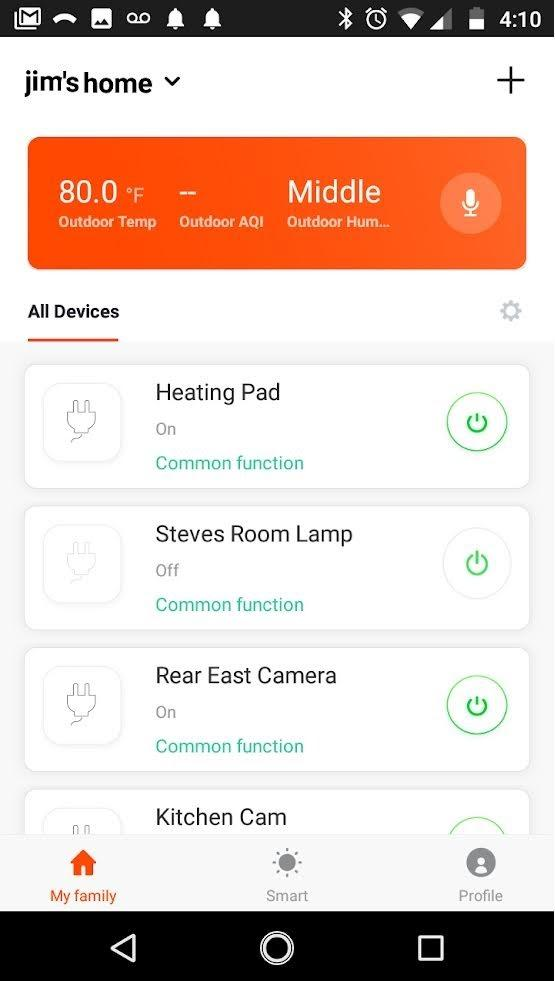 4:10
jim's home
80.0 °F -- Middle
Outdoor Temp Outdoor AQI Outdoor Hum...
All Devices
Heating Pad
On
Common function
Steves Room Lamp
Off
Common function
Rear East Camera
On
Common function
Kitchen Cam
My family Smart Profile